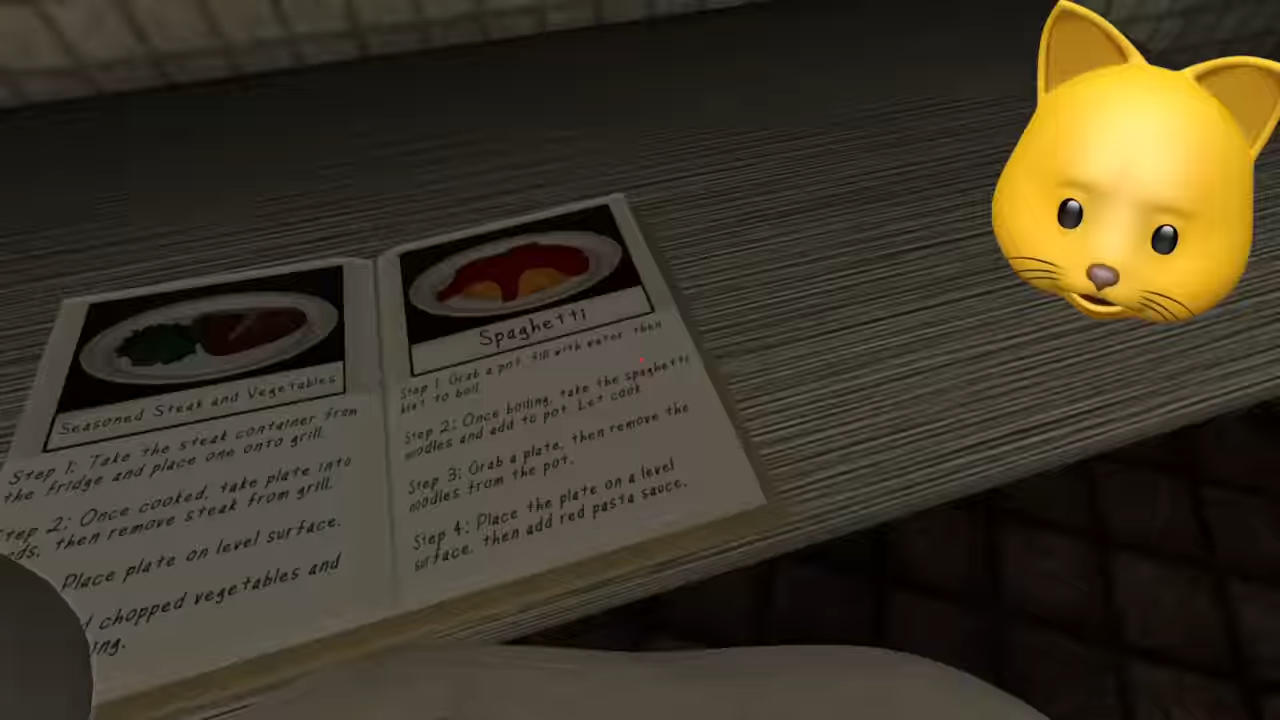 Seasoned Steak and Vegetables
Step 1: Take the steak container from
the fridge and place one onto grill.
Step 2: Once cooked, take plate into
then remove steak from grill.
Place plate on level surface.
chopped vegetables and
Spaghetti
Step 1: Grab a pot, fill with water then
to boil.
Step 2: Once boiling, take the spaghetti
noodles and add to pot. Let cook
Step 3: Grab a plate, then remove the
noodles from the pot.
Step 4: Place the plate on a level
surface, then add red pasta sauce.